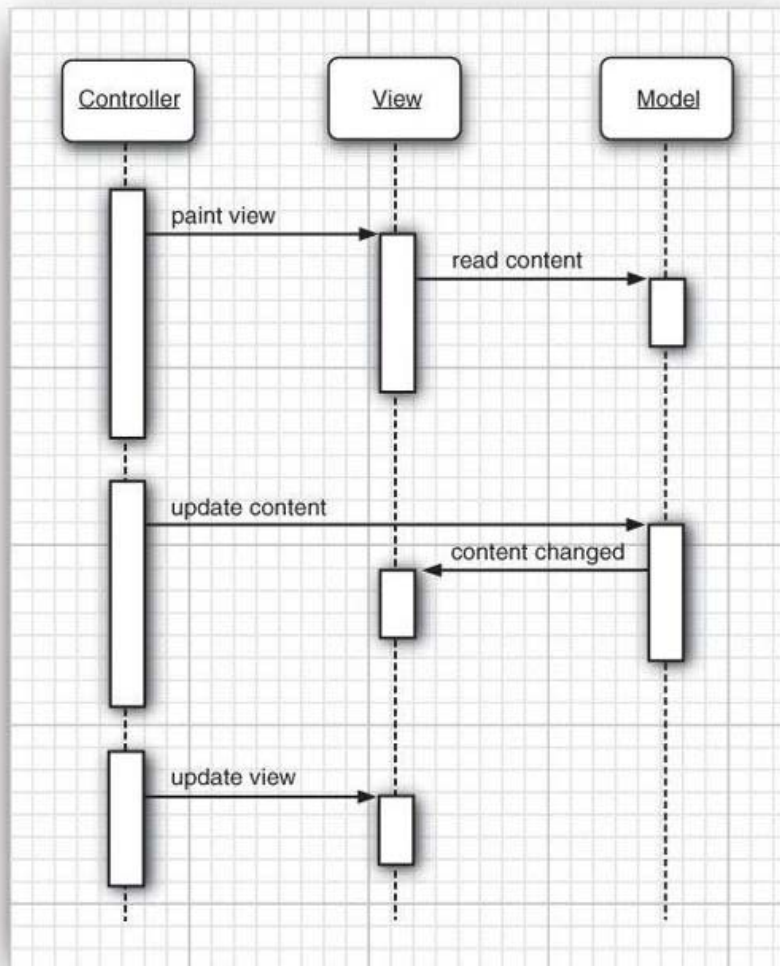 Controller
View
Model
paint view
read content
update content
content changed
update view